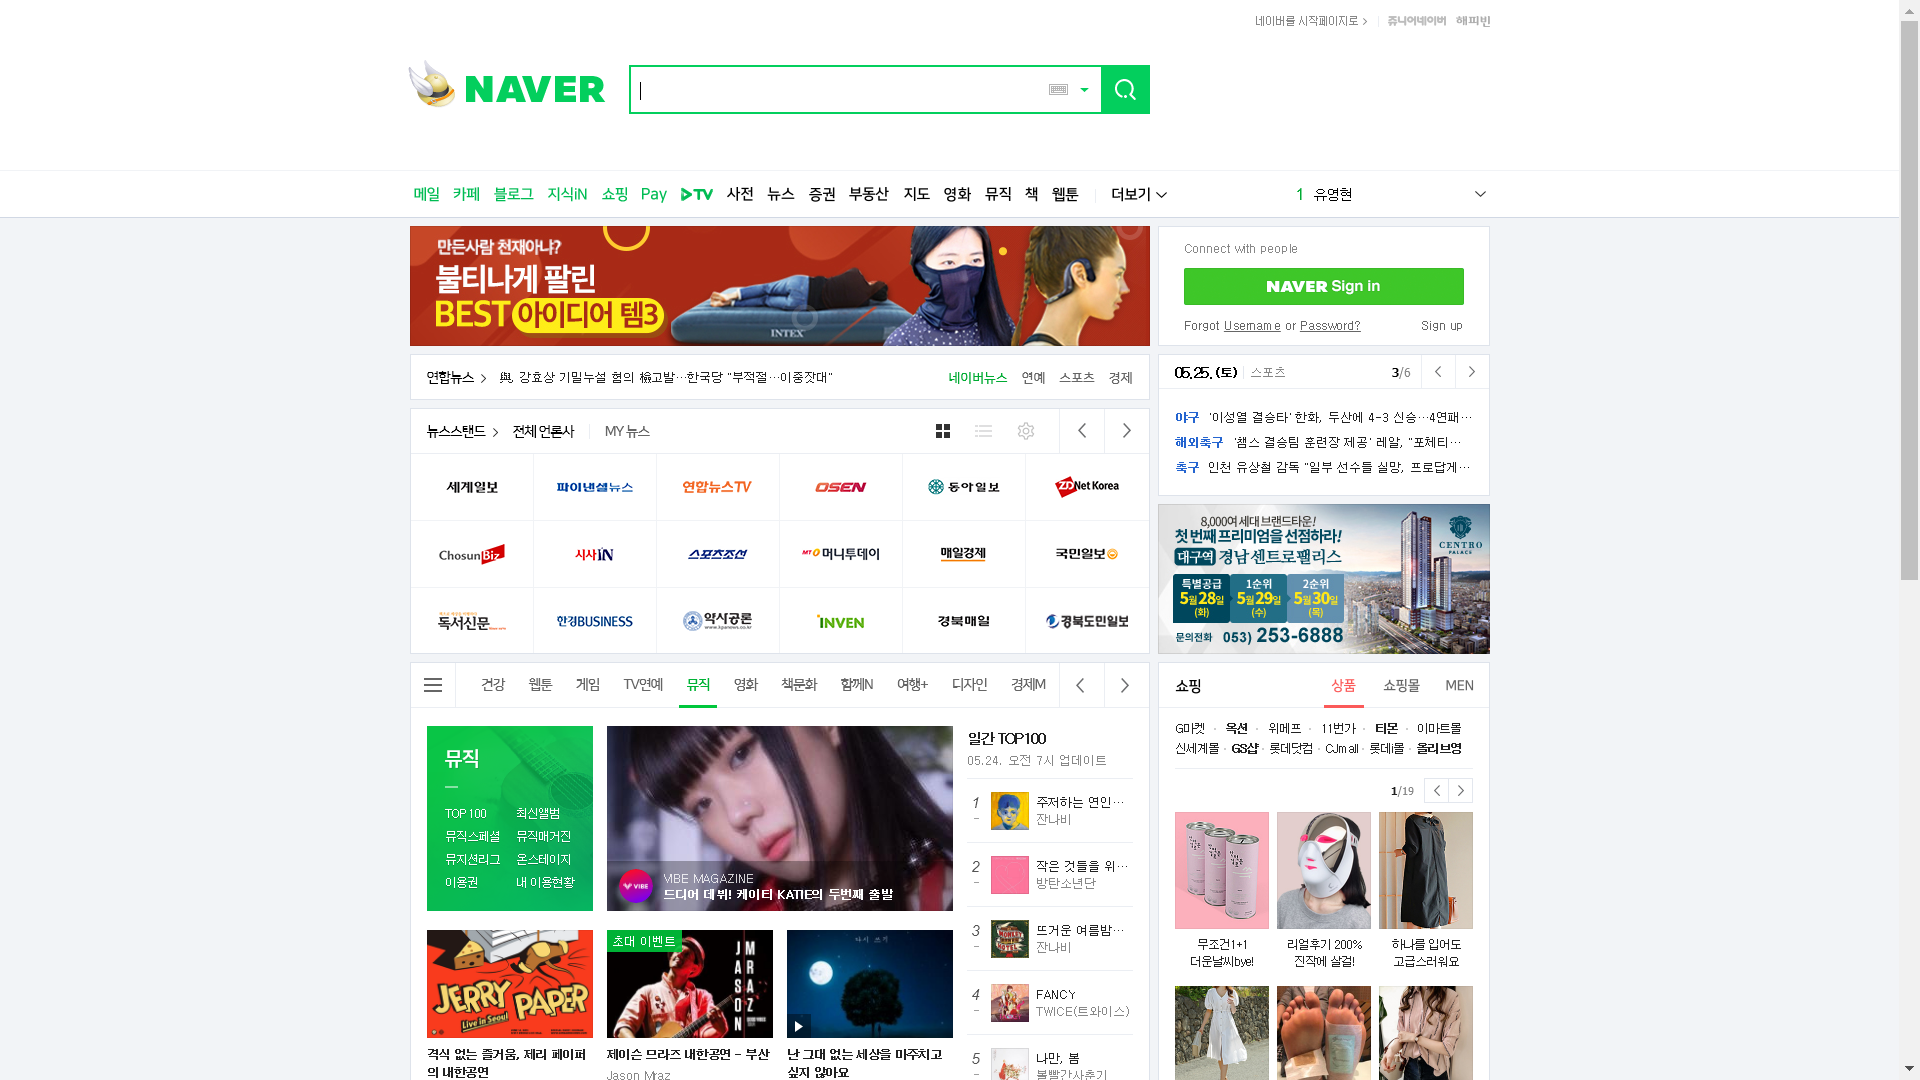 네이버를 시작페이지로
쥬니어네이버 해피빈
NAVER
메일 카페 블로그 지식iN 쇼핑 Pay TV 사전 뉴스 증권 부동산 지도 영화 뮤직 책 웹툰 더보기
1 유영현
만든사람 천재아냐?
불티나게 팔린
BEST 아이디어 템3
INTEX
Connect with people
NAVER Sign in
Forgot Username or Password? Sign up
연합뉴스 與, 강효상 기밀누설 혐의 檢고발…한국당 "부적절…이중잣대"
네이버뉴스 연예 스포츠 경제
05.25. (토) 스포츠 3/6
야구 '이성열 결승타' 한화, 두산에 4-3 신승…4연패…
해외축구 '챔스 결승팀 훈련장 제공' 레알, "포체티…
축구 인천 유상철 감독 "일부 선수들 실망, 프로답게…
뉴스스탠드 전체 언론사 MY 뉴스
세계일보 파이낸셜뉴스 연합뉴스TV OSEN 동아일보 ZDNet Korea
ChosunBiz 시사IN 스포츠조선 MT 머니투데이 매일경제 국민일보
독서신문 한경BUSINESS 약사공론 INVEN 경북매일 경북도민일보
8,000여 세대 브랜드타운!
첫 번째 프리미엄을 선점하라!
대구역 경남센트로팰리스
CENTRO
PALACE
특별공급 1순위 2순위
5월28일 5월29일 5월30일
(화) (수) (목)
문의전화 053) 253-6888
건강 웹툰 게임 TV연예 뮤직 영화 책문화 함께N 여행+ 디자인 경제M
뮤직
TOP 100 최신앨범
뮤직스페셜 뮤직매거진
뮤지션리그 온스테이지
이용권 내 이용현황
VIBE
VIBE MAGAZINE
드디어 데뷔! 케이티 KATIE의 두번째 출발
JERRY PAPER
Live in Seoul
격식 없는 즐거움, 제리 페이퍼
의 내한공연
초대 이벤트
JASON
MRAZ
제이슨 므라즈 내한공연 - 부산
Jason Mraz
다시 쓰기
난 그대 없는 세상을 마주치고
싶지 않아요
일간 TOP100
05.24. 오전 7시 업데이트
1 주저하는 연인…
- 잔나비
2 작은 것들을 위…
- 방탄소년단
3 뜨거운 여름밤…
- 잔나비
4 FANCY
- TWICE(트와이스)
5 나만, 봄
- 볼빨간사춘기
쇼핑 상품 쇼핑몰 MEN
G마켓 · 옥션 · 위메프 · 11번가 · 티몬 · 이마트몰
신세계몰 · GS샵 · 롯데닷컴 · CJmall · 롯데i몰 · 올리브영
1/19
무조건1+1
더운날씨bye!
리얼후기 200%
진작에 살걸!
하나를 입어도
고급스러워요